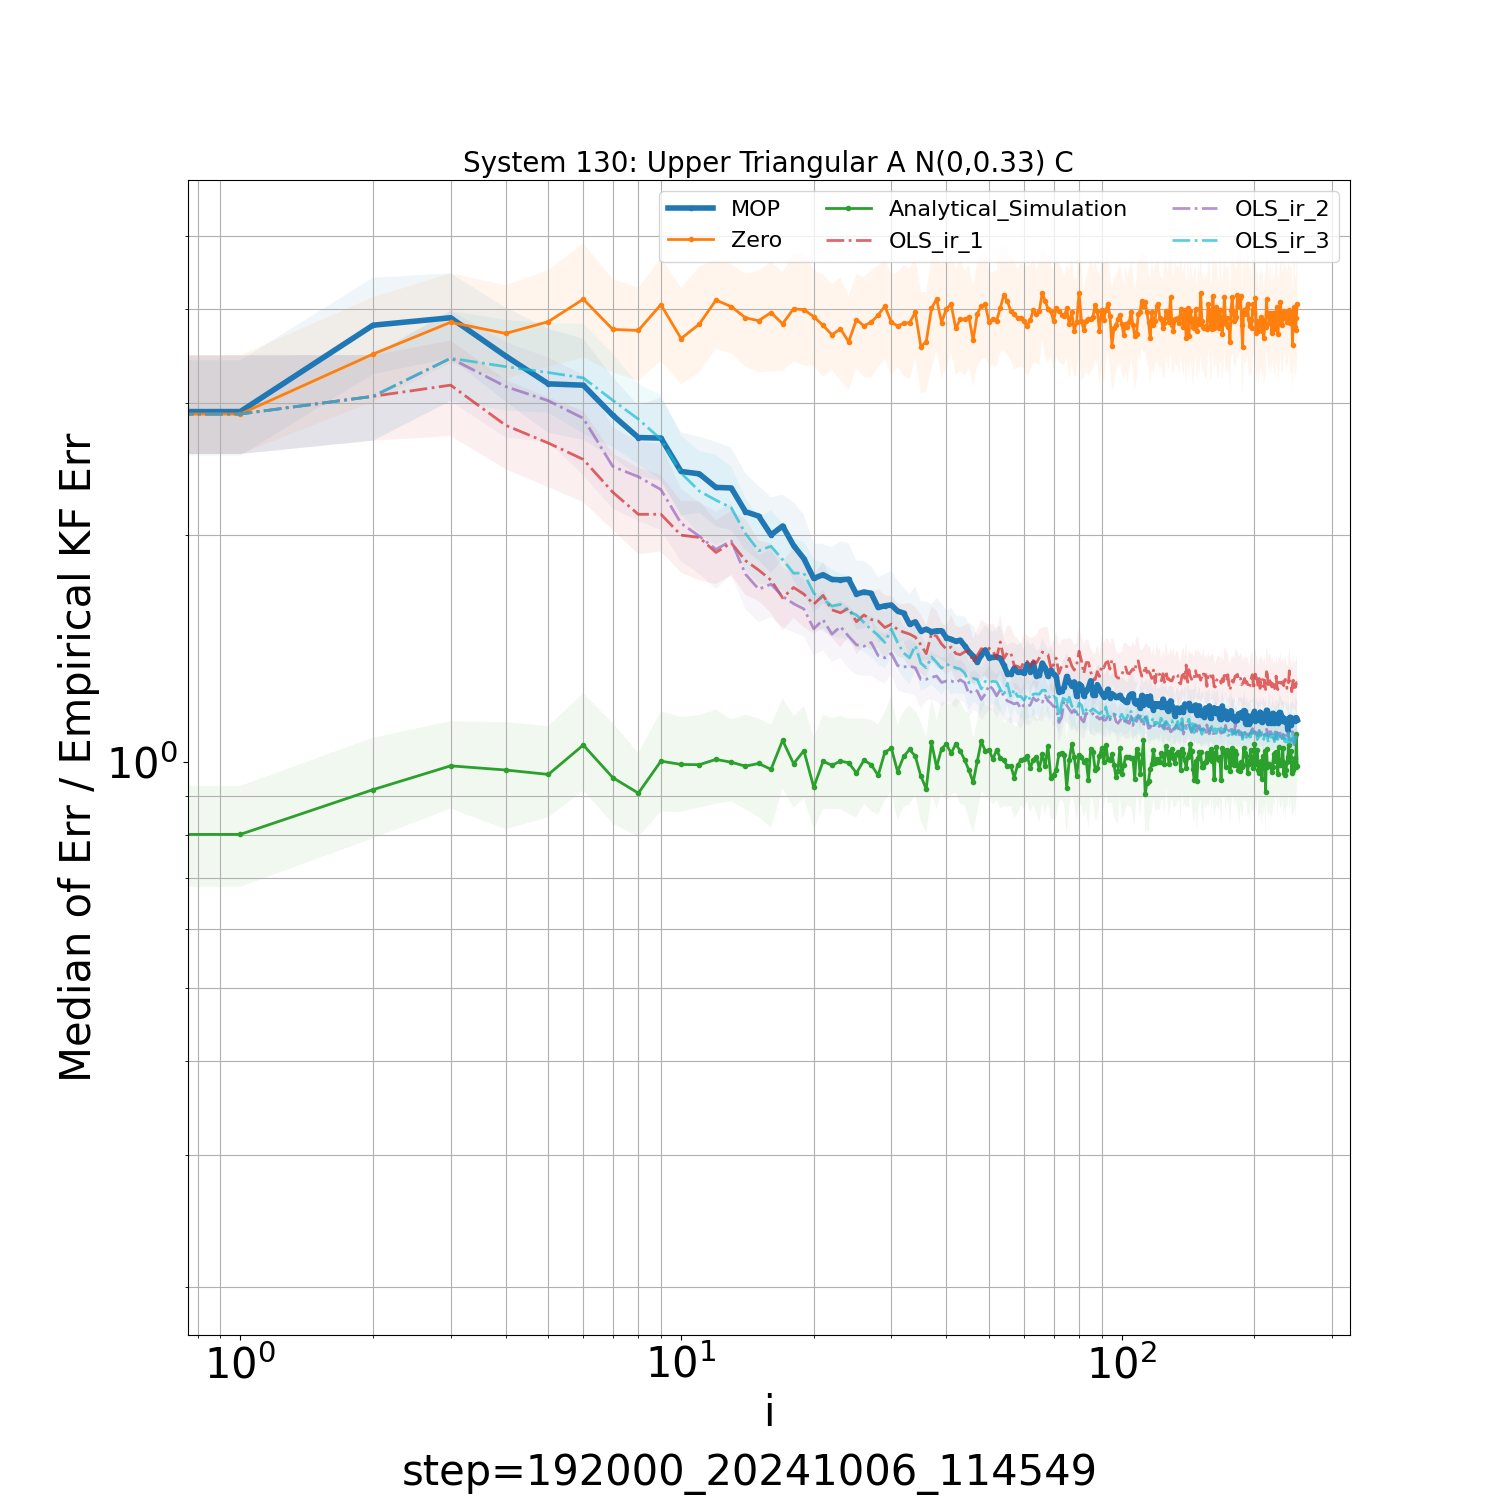 System 130: Upper Triangular A N(0,0.33) C
MOP
Zero
Analytical_Simulation
OLS_ir_1
OLS_ir_2
OLS_ir_3
Median of Err / Empirical KF Err
10⁰
10⁰ 10¹ 10²
i
step=192000_20241006_114549